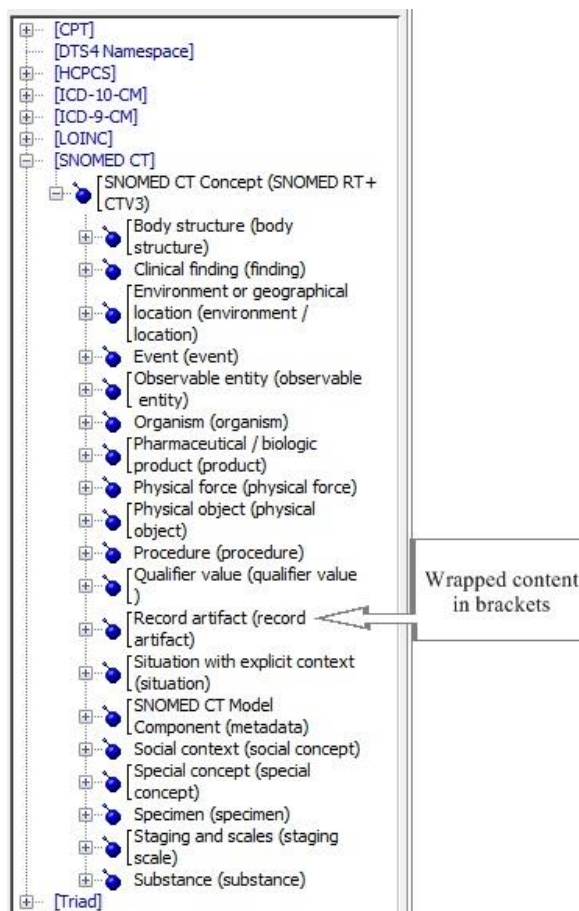 [CPT]
[DTS4 Namespace]
[HCPCS]
[ICD-10-CM]
[ICD-9-CM]
[LOINC]
[SNOMED CT]
SNOMED CT Concept (SNOMED RT+
CTV3)
Body structure (body
structure)
Clinical finding (finding)
Environment or geographical
location (environment /
location)
Event (event)
Observable entity (observable
entity)
Organism (organism)
Pharmaceutical / biologic
product (product)
Physical force (physical force)
Physical object (physical
object)
Procedure (procedure)
Qualifier value (qualifier value
)
Record artifact (record
artifact)
Situation with explicit context
(situation)
SNOMED CT Model
Component (metadata)
Social context (social concept)
Special concept (special
concept)
Specimen (specimen)
Staging and scales (staging
scale)
Substance (substance)
[Triad]
Wrapped content
in brackets